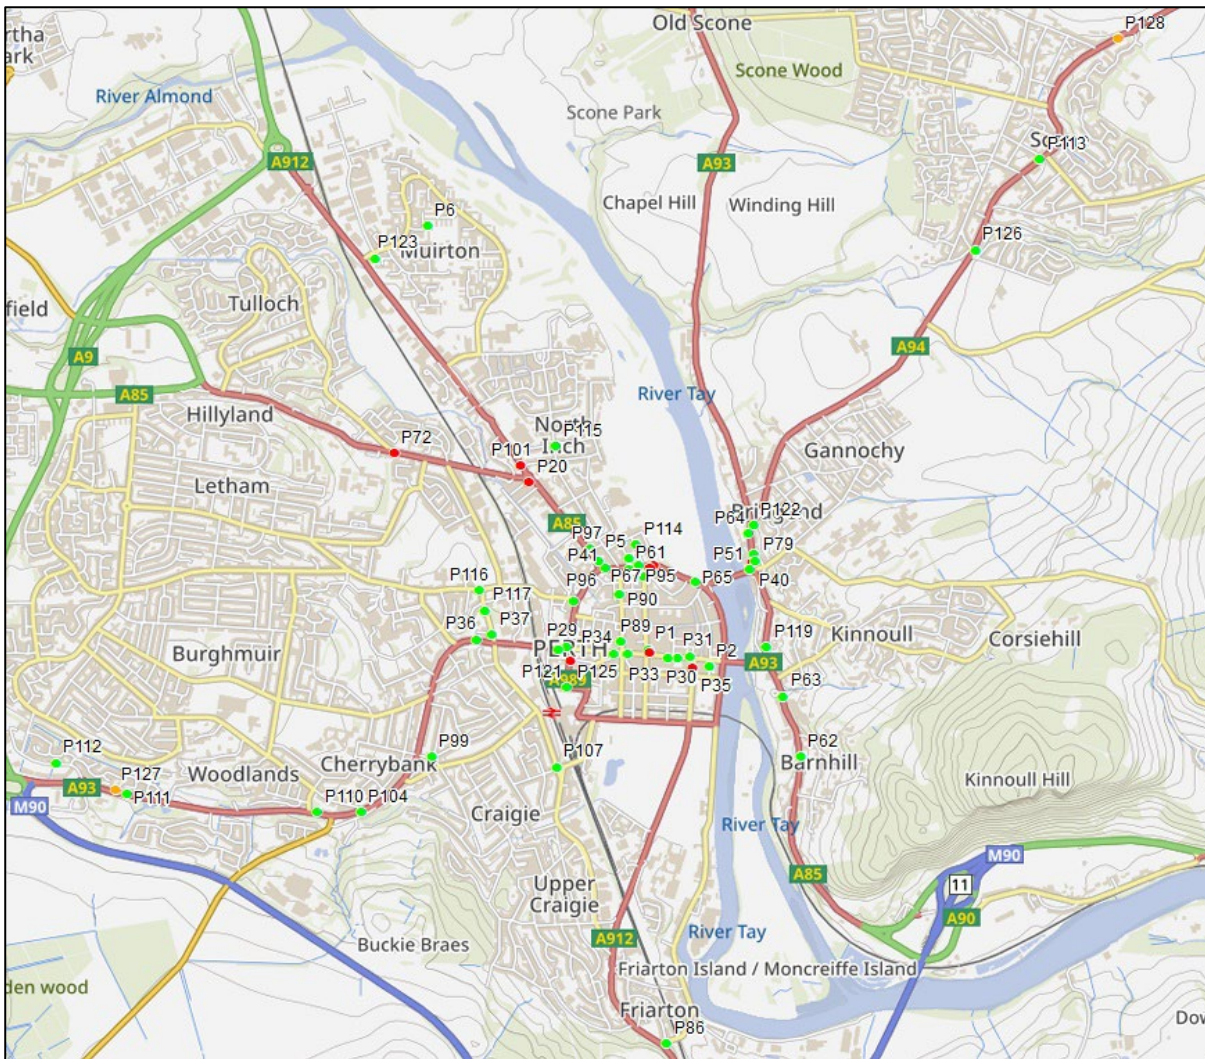 Old Scone
P128
rtha
ark
Scone Wood
River Almond
Scone Park
P113
A912
A93
Chapel Hill
Winding Hill
P6
P126
P123
Muirton
Tulloch
field
A9
A94
A85
River Tay
Hillyland
North
Inch
P115
P72
P101
Gannochy
P20
Letham
P122
Bridgend
P64
A85
P97
P5
P114
P41
P61
P51
P79
P116
P96
P67
P95
P65
P40
P117
P90
P36
P37
P29
P34
P89
P1
P31
P2
P119
Kinnoull
Corsiehill
Burghmuir
PERTH
P121
P125
P33
P30
P35
A93
A989
P63
P112
P99
P62
Woodlands
Cherrybank
P107
Barnhill
A93
P127
Kinnoull Hill
M90
P111
P110
P104
Craigie
River Tay
M90
A85
11
Upper
Craigie
A90
Buckie Braes
A912
River Tay
Friarton Island / Moncreiffe Island
den wood
Friarton
Dow
P86